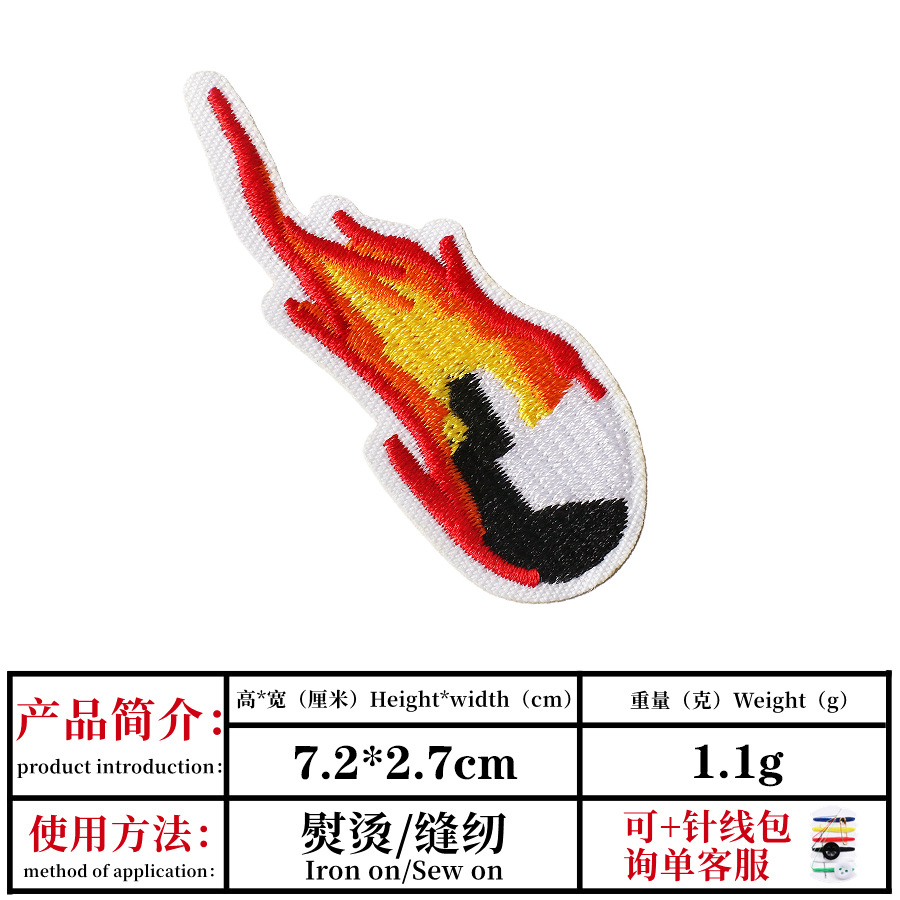 产品简介：
product introduction：
高*宽（厘米）Height*width（cm）
重量（克）Weight（g）
7.2*2.7cm
1.1g
使用方法：
method of application：
熨烫/缝纫
Iron on/Sew on
可+针线包
询单客服